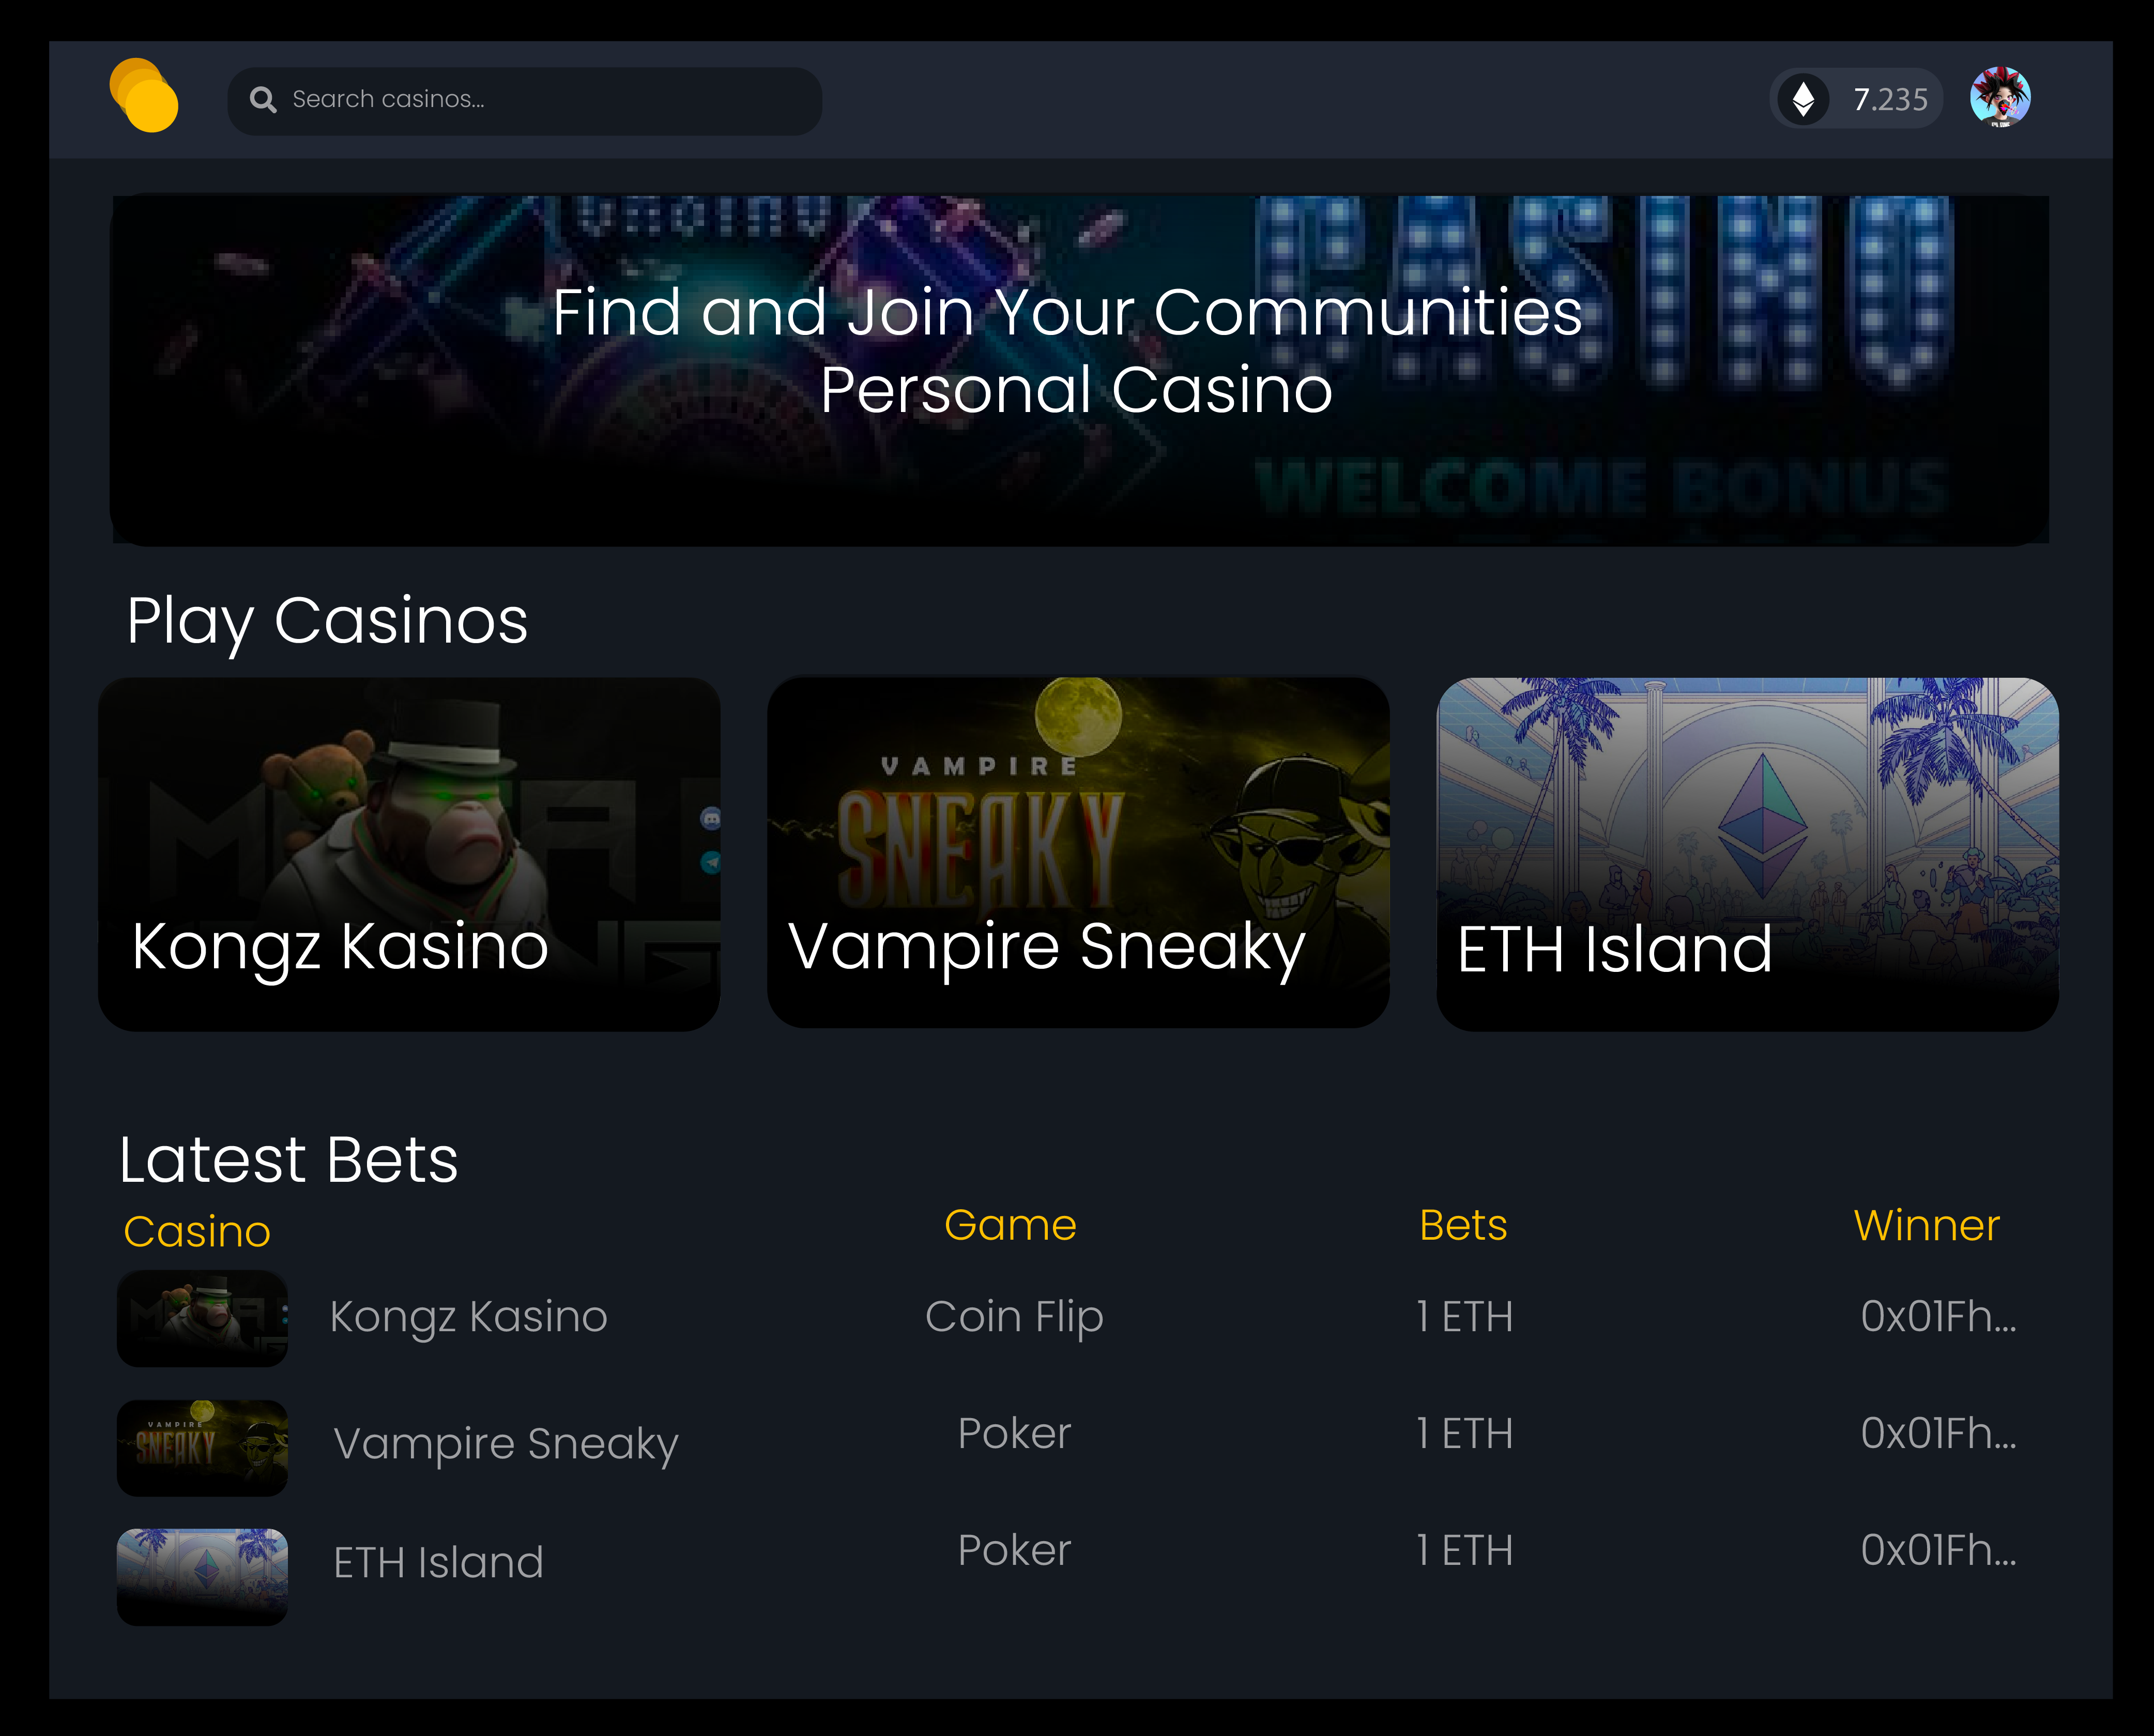 Search casinos...
7.235
CASINO
Find and Join Your Communities
Personal Casino
WELCOME BONUS
Play Casinos
VAMPIRE
SNEAKY
Kongz Kasino
Vampire Sneaky
ETH Island
Latest Bets
Casino Game Bets Winner
Kongz Kasino Coin Flip 1 ETH 0x01Fh...
VAMPIRE
SNEAKY
Vampire Sneaky Poker 1 ETH 0x01Fh...
ETH Island Poker 1 ETH 0x01Fh...